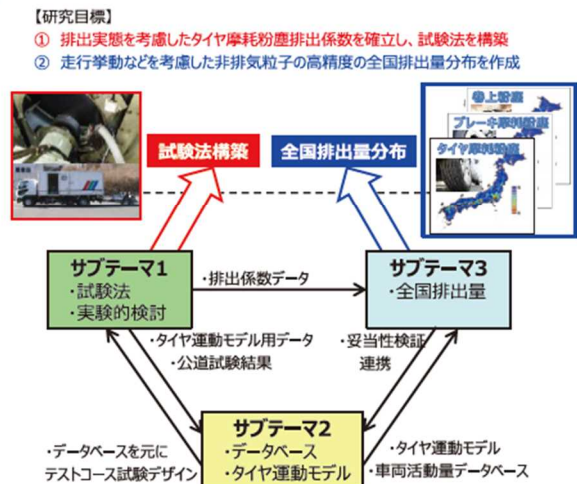 【研究目標】
① 排出実態を考慮したタイヤ摩耗粉塵排出係数を確立し、試験法を構築
② 走行挙動などを考慮した非排気粒子の高精度の全国排出量分布を作成
巻上粉塵
ブレーキ摩耗粉塵
タイヤ摩耗粉塵
試験法構築
全国排出量分布
サブテーマ1
・試験法
・実験的検討
・排出係数データ
サブテーマ3
・全国排出量
・タイヤ運動モデル用データ
・公道試験結果
・妥当性検証
連携
サブテーマ2
・データベース
・タイヤ運動モデル
・データベースを元に
テストコース試験デザイン
・タイヤ運動モデル
・車両活動量データベース